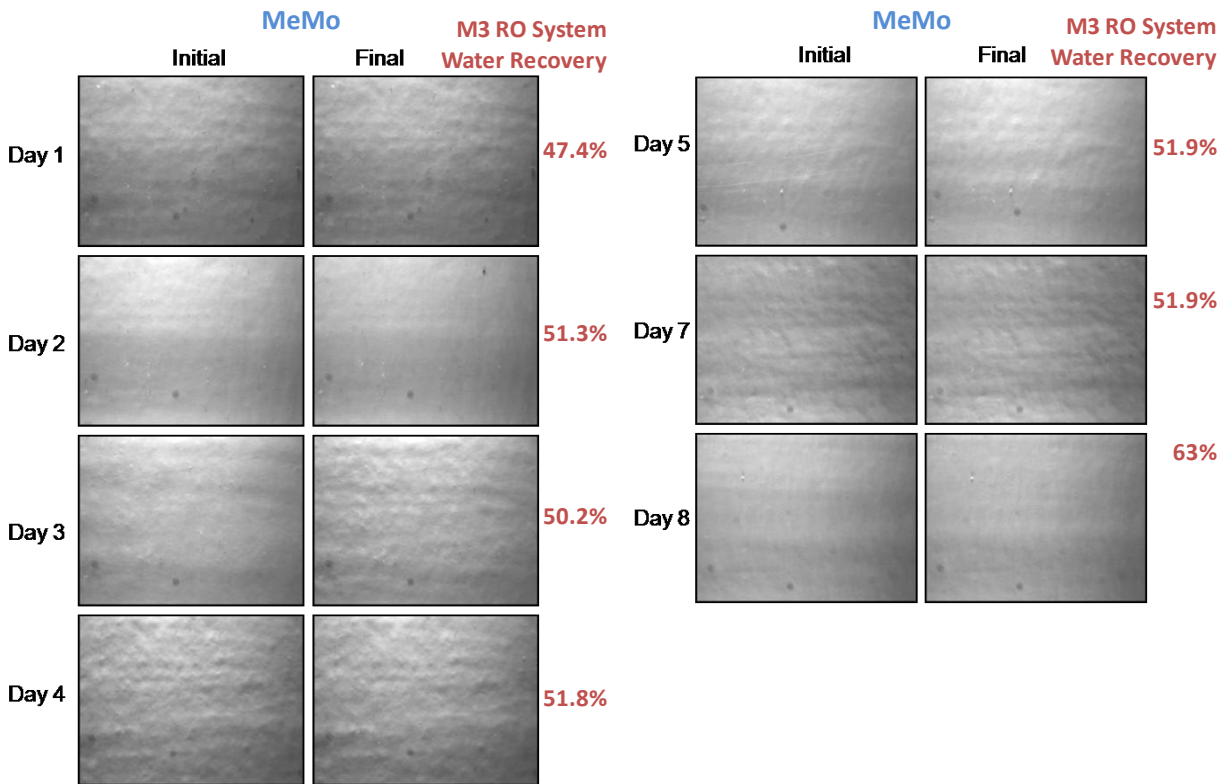 MeMo
M3 RO System
Water Recovery
Initial
Final
Day 1
47.4%
Day 2
51.3%
Day 3
50.2%
Day 4
51.8%
MeMo
M3 RO System
Water Recovery
Initial
Final
Day 5
51.9%
Day 7
51.9%
Day 8
63%